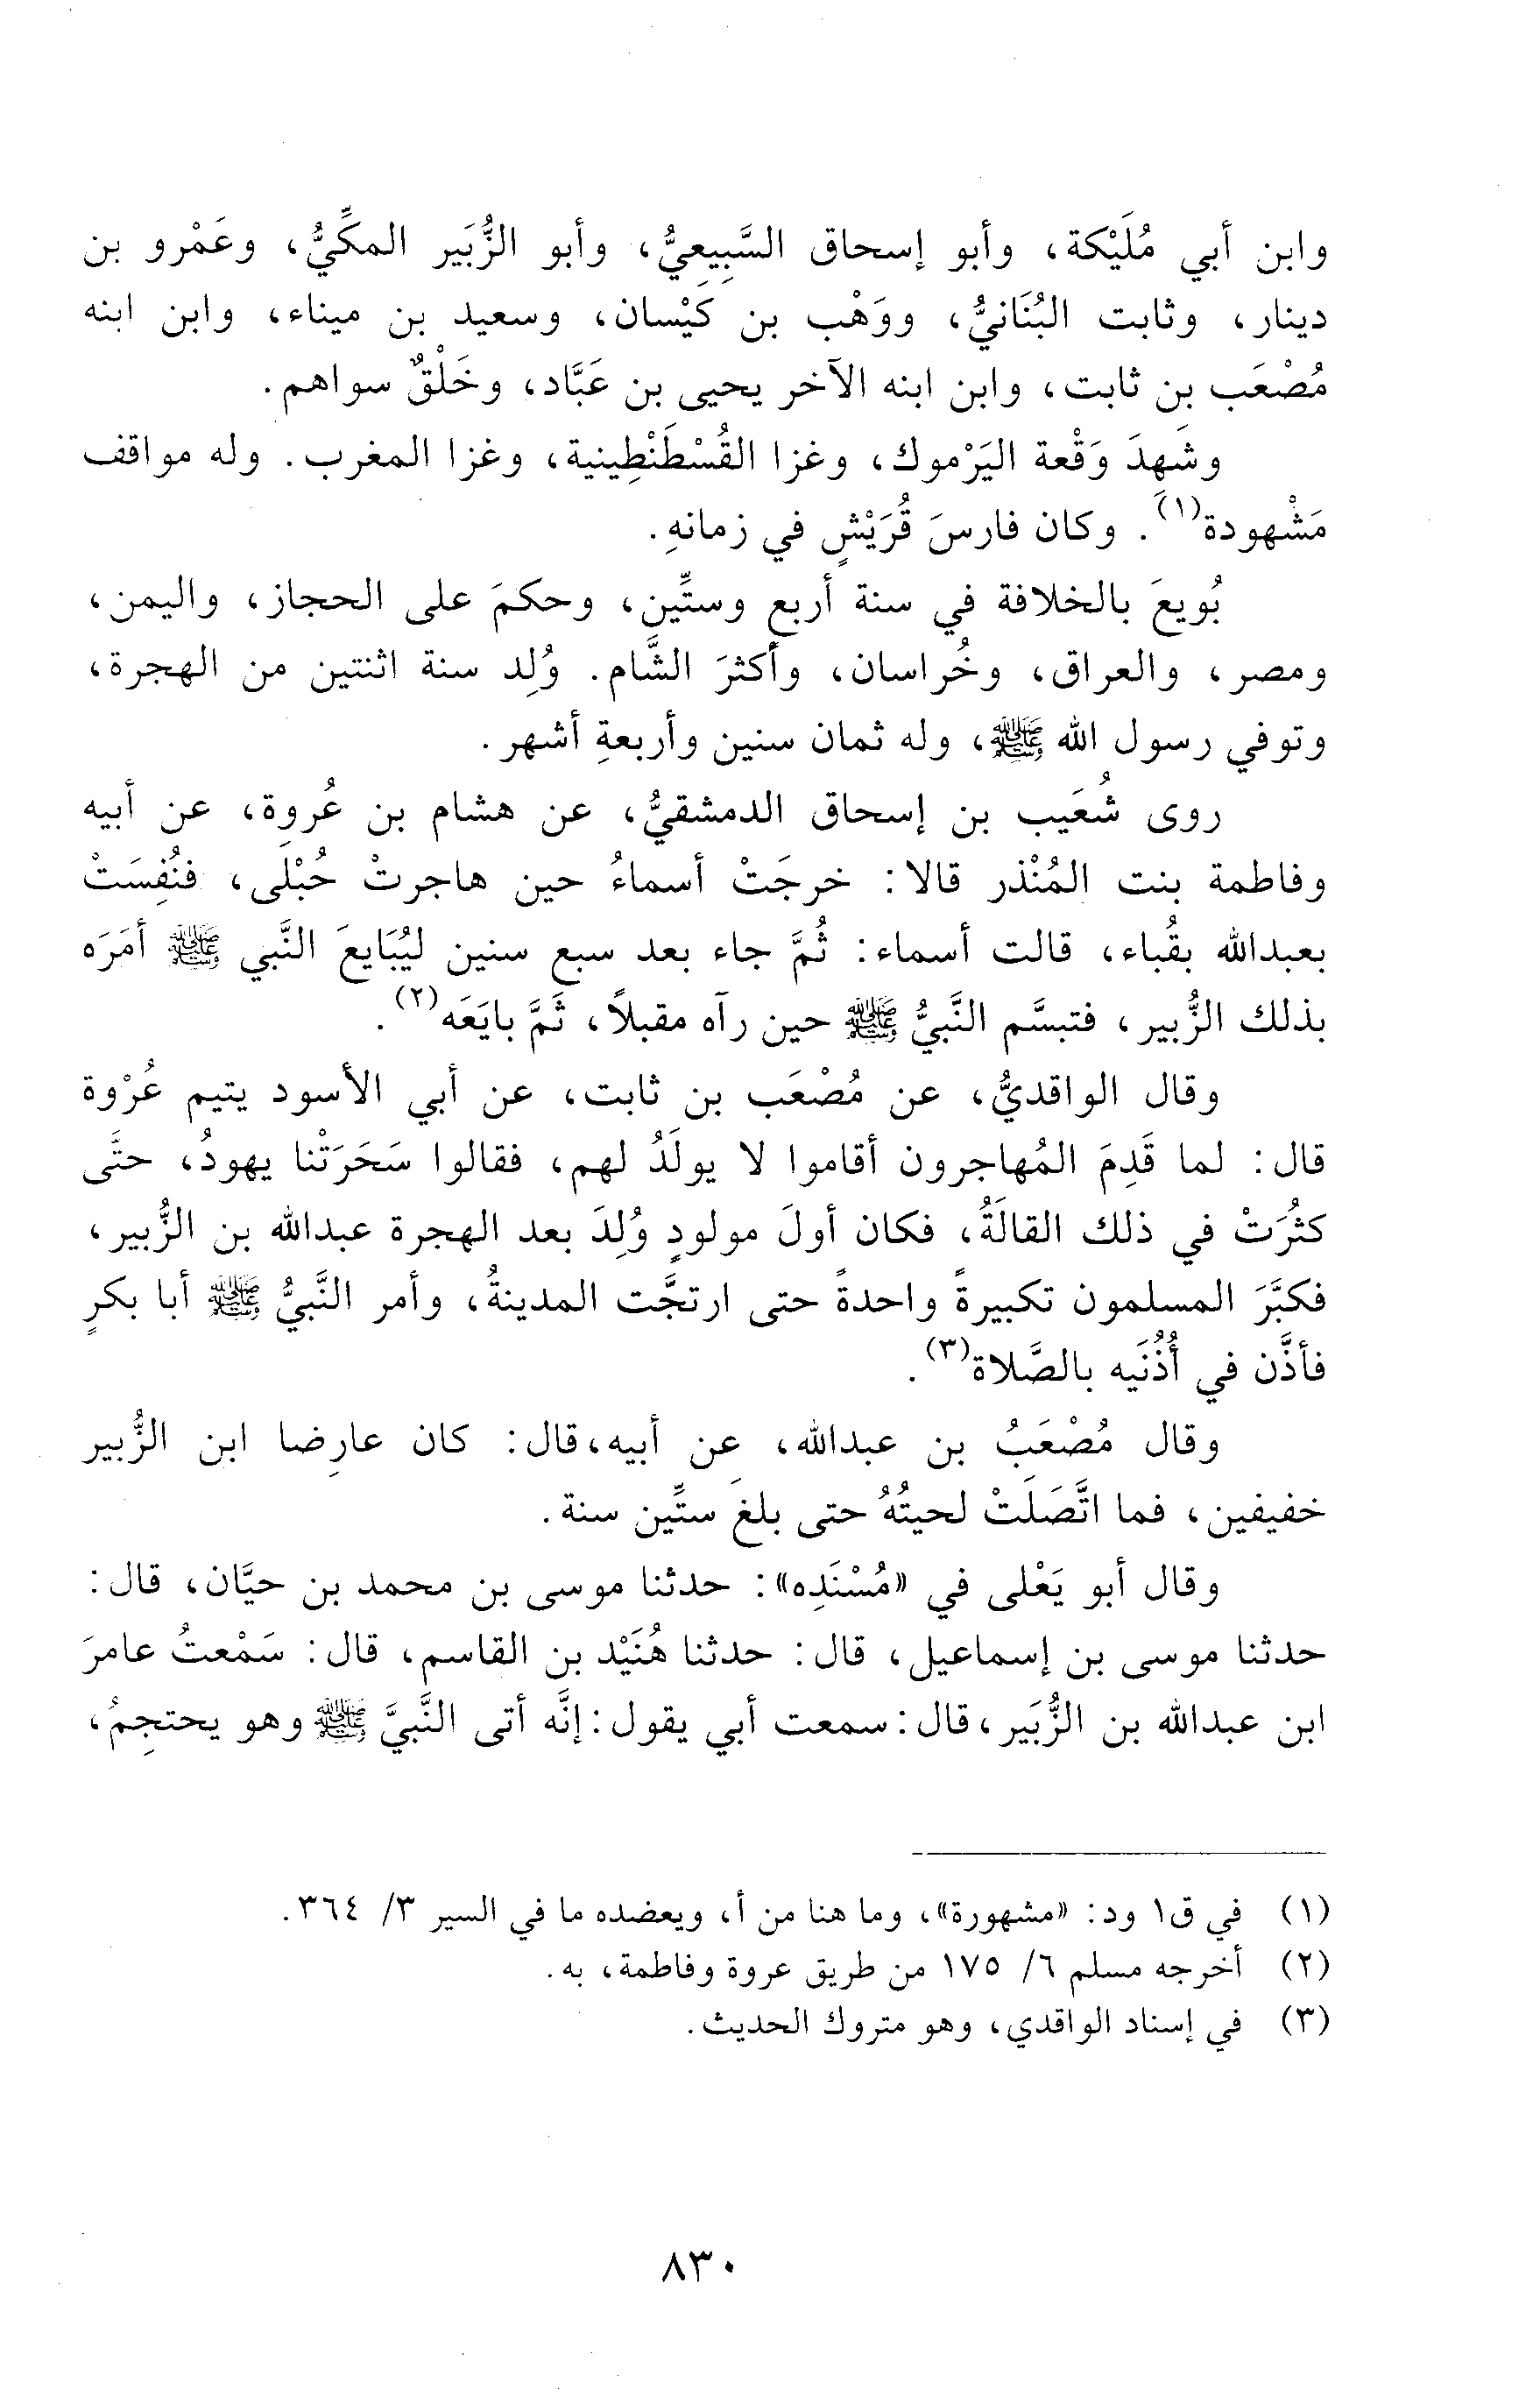 وابن أبي مُلَيْكة، وأبو إسحاق السَّبِيعِيُّ، وأبو الزُّبَير المكِّيُّ، وعَمْرو بن
دينار، وثابت البُنَانيُّ، ووَهْب بن كَيْسان، وسعيد بن ميناء، وابن ابنه
مُصْعَب بن ثابت، وابن ابنه الآخر يحيى بن عَبَّاد، وخَلْقٌ سواهم.
وشَهِدَ وَقْعة اليَرْموك، وغزا القُسْطَنْطِينية، وغزا المغرب. وله مواقف
مَشْهودة(١). وكان فارسَ قُرَيْشٍ في زمانهِ.
بُويعَ بالخلافة في سنة أربعٍ وستِّين، وحكمَ على الحجاز، واليمن،
ومصر، والعراق، وخُراسان، وأكثرَ الشَّام. وُلِد سنة اثنتين من الهجرة،
وتوفي رسول الله ﷺ، وله ثمان سنين وأربعةِ أشهر.
روى شُعَيب بن إسحاق الدمشقيُّ، عن هشام بن عُروة، عن أبيه
وفاطمة بنت المُنْذر قالا: خرجَتْ أسماءُ حين هاجرتْ حُبْلَى، فنُفِسَتْ
بعبدالله بقُباء، قالت أسماء: ثُمَّ جاء بعد سبع سنين ليُبَايعَ النَّبي ﷺ أمَرَه
بذلك الزُّبير، فتبسَّم النَّبيُّ ﷺ حين رآه مقبلاً، ثَمَّ بايَعَه(٢).
وقال الواقديُّ، عن مُصْعَب بن ثابت، عن أبي الأسود يتيم عُرْوة
قال: لما قَدِمَ المُهاجرون أقاموا لا يولَدُ لهم، فقالوا سَحَرَتْنا يهودُ، حتَّى
كثُرَتْ في ذلك القالَةُ، فكان أولَ مولودٍ وُلِدَ بعد الهجرة عبدالله بن الزُّبير،
فكبَّرَ المسلمون تكبيرةً واحدةً حتى ارتجَّت المدينةُ، وأمر النَّبيُّ ﷺ أبا بكرٍ
فأذَّن في أُذُنَيه بالصَّلاة(٣).
وقال مُصْعَبُ بن عبدالله، عن أبيه، قال: كان عارِضا ابن الزُّبير
خفيفين، فما اتَّصَلَتْ لحيتُهُ حتى بلغَ ستِّين سنة.
وقال أبو يَعْلى في «مُسْنَدِه»: حدثنا موسى بن محمد بن حيَّان، قال:
حدثنا موسى بن إسماعيل، قال: حدثنا هُنَيْد بن القاسم، قال: سَمْعتُ عامرَ
ابن عبدالله بن الزُّبَير، قال: سمعت أبي يقول: إنَّه أتى النَّبيَّ ﷺ وهو يحتجِمُ،
(١) في ق١ ود: «مشهورة»، وما هنا من أ، ويعضده ما في السير ٣/ ٣٦٤.
(٢) أخرجه مسلم ٦/ ١٧٥ من طريق عروة وفاطمة، به.
(٣) في إسناد الواقدي، وهو متروك الحديث.
٨٣٠